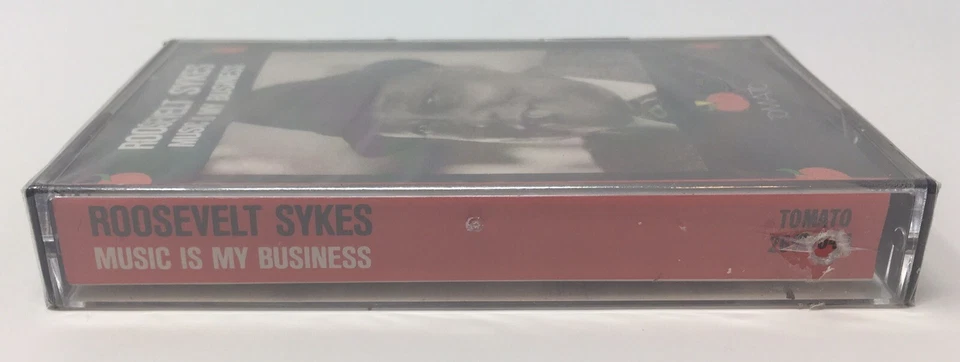 ROOSEVELT SYKES
MUSIC IS MY BUSINESS
ROOSEVELT SYKES
MUSIC IS MY BUSINESS
TOMATO